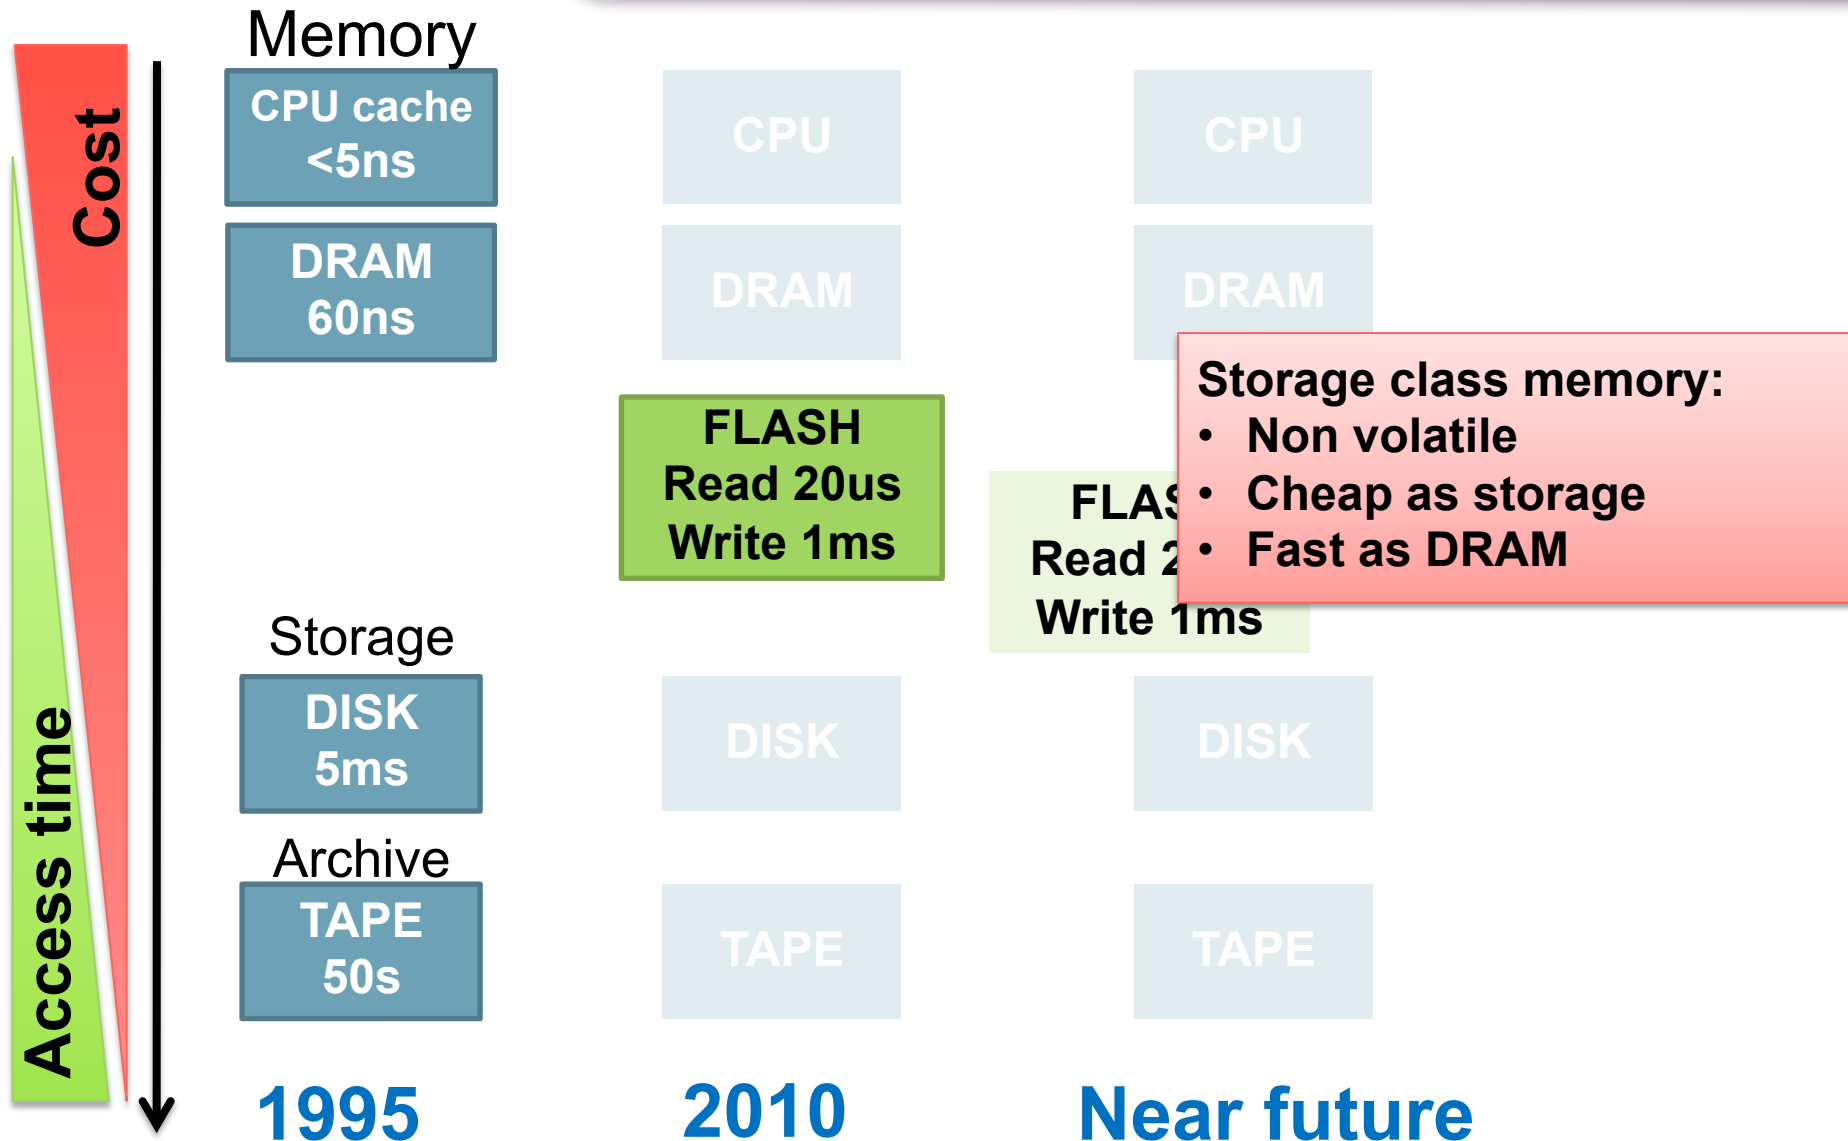 Cost
Access time
Memory
CPU cache
<5ns
DRAM
60ns
Storage
DISK
5ms
Archive
TAPE
50s
1995
CPU
DRAM
FLASH
Read 20us
Write 1ms
DISK
TAPE
2010
CPU
DRAM
Storage class memory:
• Non volatile
• Cheap as storage
• Fast as DRAM
Read
Write 1ms
DISK
TAPE
Near future